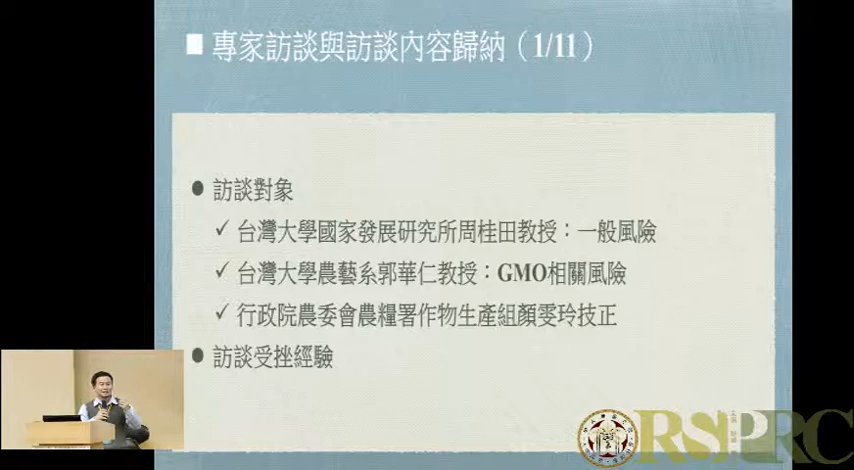 ■ 專家訪談與訪談內容歸納（1/11）
● 訪談對象
✓ 台灣大學國家發展研究所周桂田教授：一般風險
✓ 台灣大學農藝系郭華仁教授：GMO相關風險
✓ 行政院農委會農糧署作物生產組顏雯玲技正
● 訪談受挫經驗
RSPRC